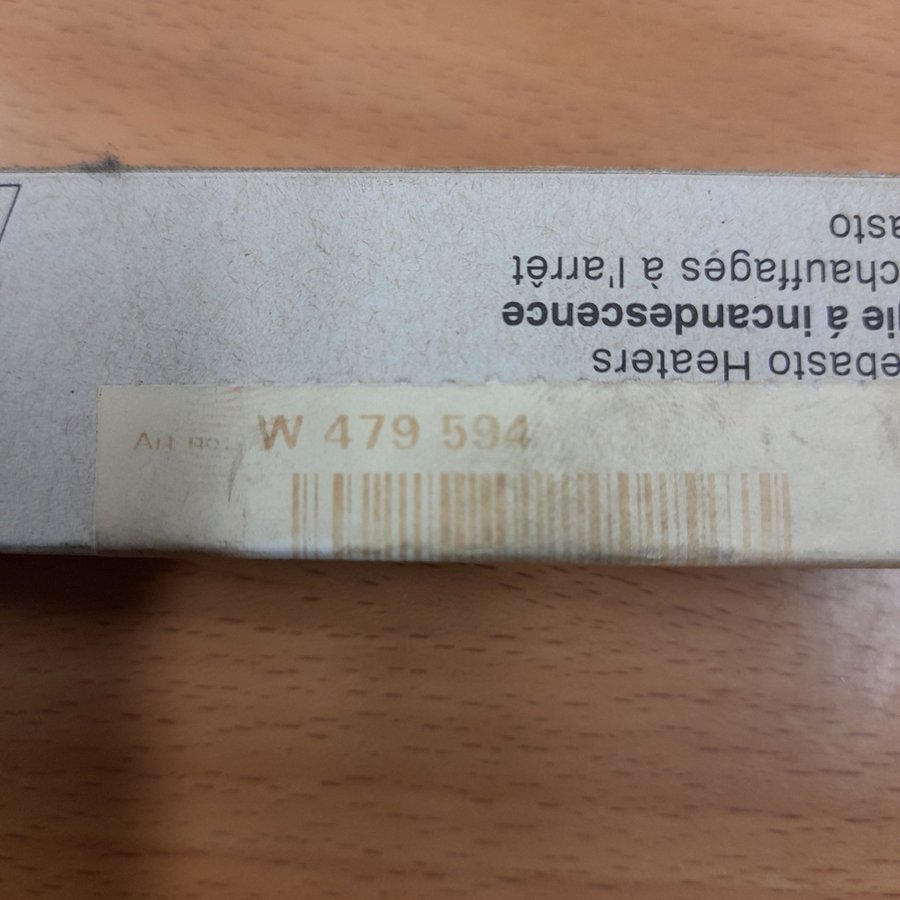 ebasto Heaters
gie á incandescence
chauffages à l'arrêt
asto
Art no: W 479 594